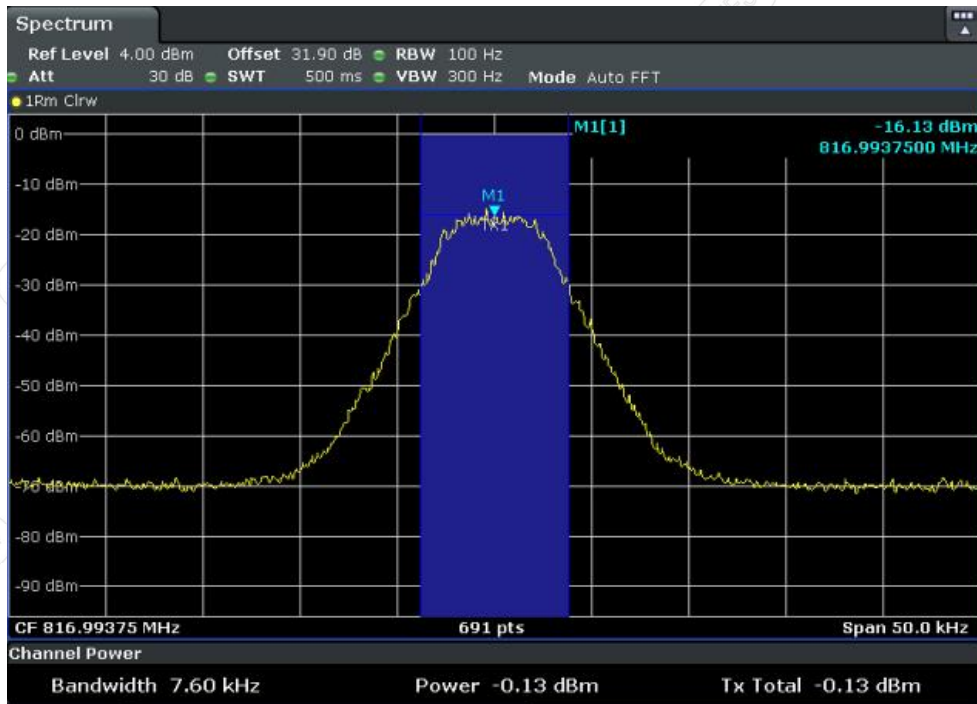 Spectrum
Ref Level 4.00 dBm Offset 31.90 dB RBW 100 Hz
Att 30 dB SWT 500 ms VBW 300 Hz Mode Auto FFT
1Rm Clrw
M1[1] -16.13 dBm
816.9937500 MHz
0 dBm
-10 dBm
M1
-20 dBm
-30 dBm
-40 dBm
-50 dBm
-60 dBm
-70 dBm
-80 dBm
-90 dBm
CF 816.99375 MHz 691 pts Span 50.0 kHz
Channel Power
Bandwidth 7.60 kHz Power -0.13 dBm Tx Total -0.13 dBm